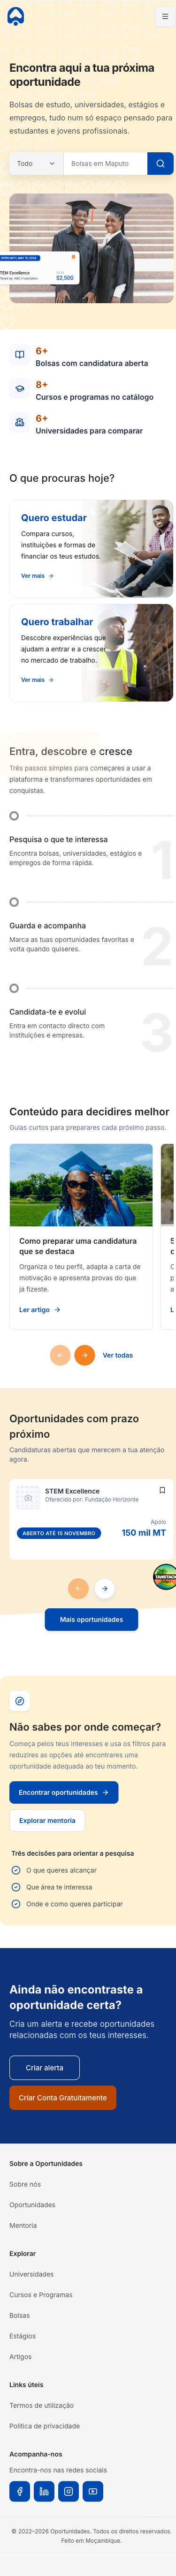 Encontra aqui a tua próxima
oportunidade
Bolsas de estudo, universidades, estágios e
empregos, tudo num só espaço pensado para
estudantes e jovens profissionais.
Todo
Bolsas em Maputo
STEM Excellence
$2,500
6+
Bolsas com candidatura aberta
8+
Cursos e programas no catálogo
6+
Universidades para comparar
O que procuras hoje?
Quero estudar
Compara cursos,
instituições e formas de
financiar os teus estudos.
Ver mais
Quero trabalhar
Descobre experiências que
ajudam a entrar e a crescer
no mercado de trabalho.
Ver mais
Entra, descobre e cresce
Três passos simples para começares a usar a
plataforma e transformares oportunidades em
conquistas.
Pesquisa o que te interessa
Encontra bolsas, universidades, estágios e
empregos de forma rápida.
1
Guarda e acompanha
Marca as tuas oportunidades favoritas e
volta quando quiseres.
2
Candidata-te e evolui
Entra em contacto directo com
instituições e empresas.
3
Conteúdo para decidires melhor
Guias curtos para preparares cada próximo passo.
Como preparar uma candidatura
que se destaca
Organiza o teu perfil, adapta a carta de
motivação e apresenta provas do que
já fizeste.
Ler artigo
Ver todas
Oportunidades com prazo
próximo
Candidaturas abertas que merecem a tua atenção
agora.
STEM Excellence
Oferecido por: Fundação Horizonte
ABERTO ATÉ 15 NOVEMBRO
Apoio
150 mil MT
Mais oportunidades
Não sabes por onde começar?
Começa pelos teus interesses e usa os filtros para
reduzires as opções até encontrares uma
oportunidade adequada ao teu momento.
Encontrar oportunidades
Explorar mentoria
Três decisões para orientar a pesquisa
O que queres alcançar
Que área te interessa
Onde e como queres participar
Ainda não encontraste a
oportunidade certa?
Cria um alerta e recebe oportunidades
relacionadas com os teus interesses.
Criar alerta
Criar Conta Gratuitamente
Sobre a Oportunidades
Sobre nós
Oportunidades
Mentoria
Explorar
Universidades
Cursos e Programas
Bolsas
Estágios
Artigos
Links úteis
Termos de utilização
Política de privacidade
Acompanha-nos
Encontra-nos nas redes sociais
© 2022–2026 Oportunidades. Todos os direitos reservados.
Feito em Moçambique.